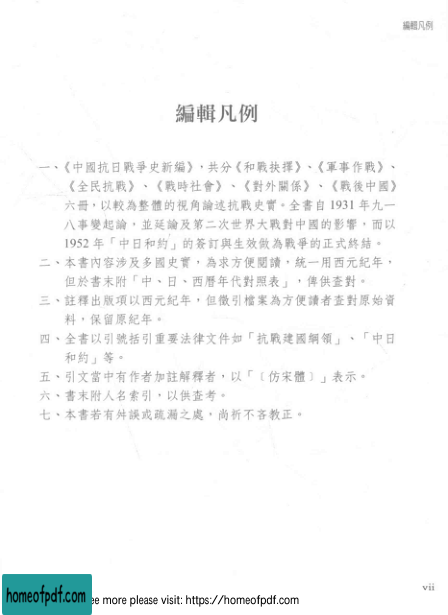 編輯凡例
編輯凡例
一、《中國抗日戰爭史新編》，共分《和戰抉擇》、《軍事作戰》、
《全民抗戰》、《戰時社會》、《對外關係》、《戰後中國》
六冊，以較為整體的視角論述抗戰史實。全書自 1931 年九一
八事變起論，並延論及第二次世界大戰對中國的影響，而以
1952 年「中日和約」的簽訂與生效做為戰爭的正式終結。
二、本書內容涉及多國史實，為求方便閱讀，統一用西元紀年，
但於書末附「中、日、西曆年代對照表」，俾供查對。
三、註釋出版項以西元紀年，但徵引檔案為方便讀者查對原始資
料，保留原紀年。
四、全書以引號括引重要法律文件如「抗戰建國綱領」、「中日
和約」等。
五、引文當中有作者加註解釋者，以「〔仿宋體〕」表示。
六、書末附人名索引，以供查考。
七、本書若有舛誤或疏漏之處，尚祈不吝教正。
vii
homeofpdf.com
ee more please visit: https://homeofpdf.com